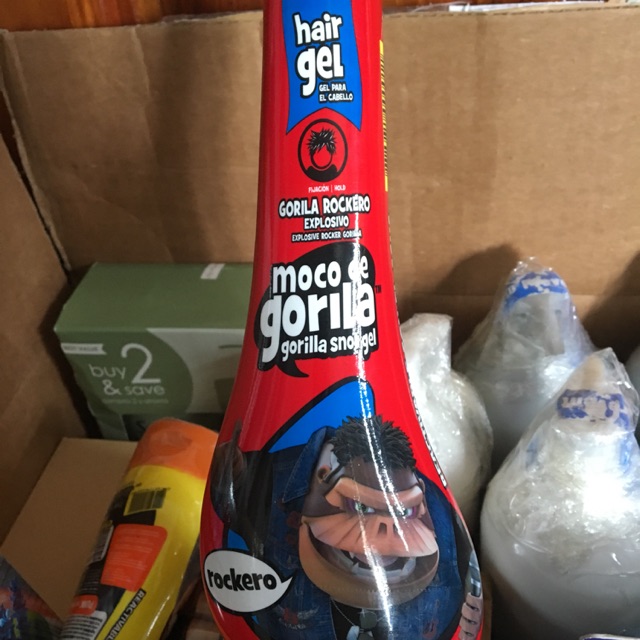 hair
gel
GEL PARA
EL CABELLO
FIJACIÓN | HOLD
GORILA ROCKERO
EXPLOSIVO
EXPLOSIVE ROCKER GORILLA
moco de
gorila™
gorilla snot gel
rockero
buy 2
& save